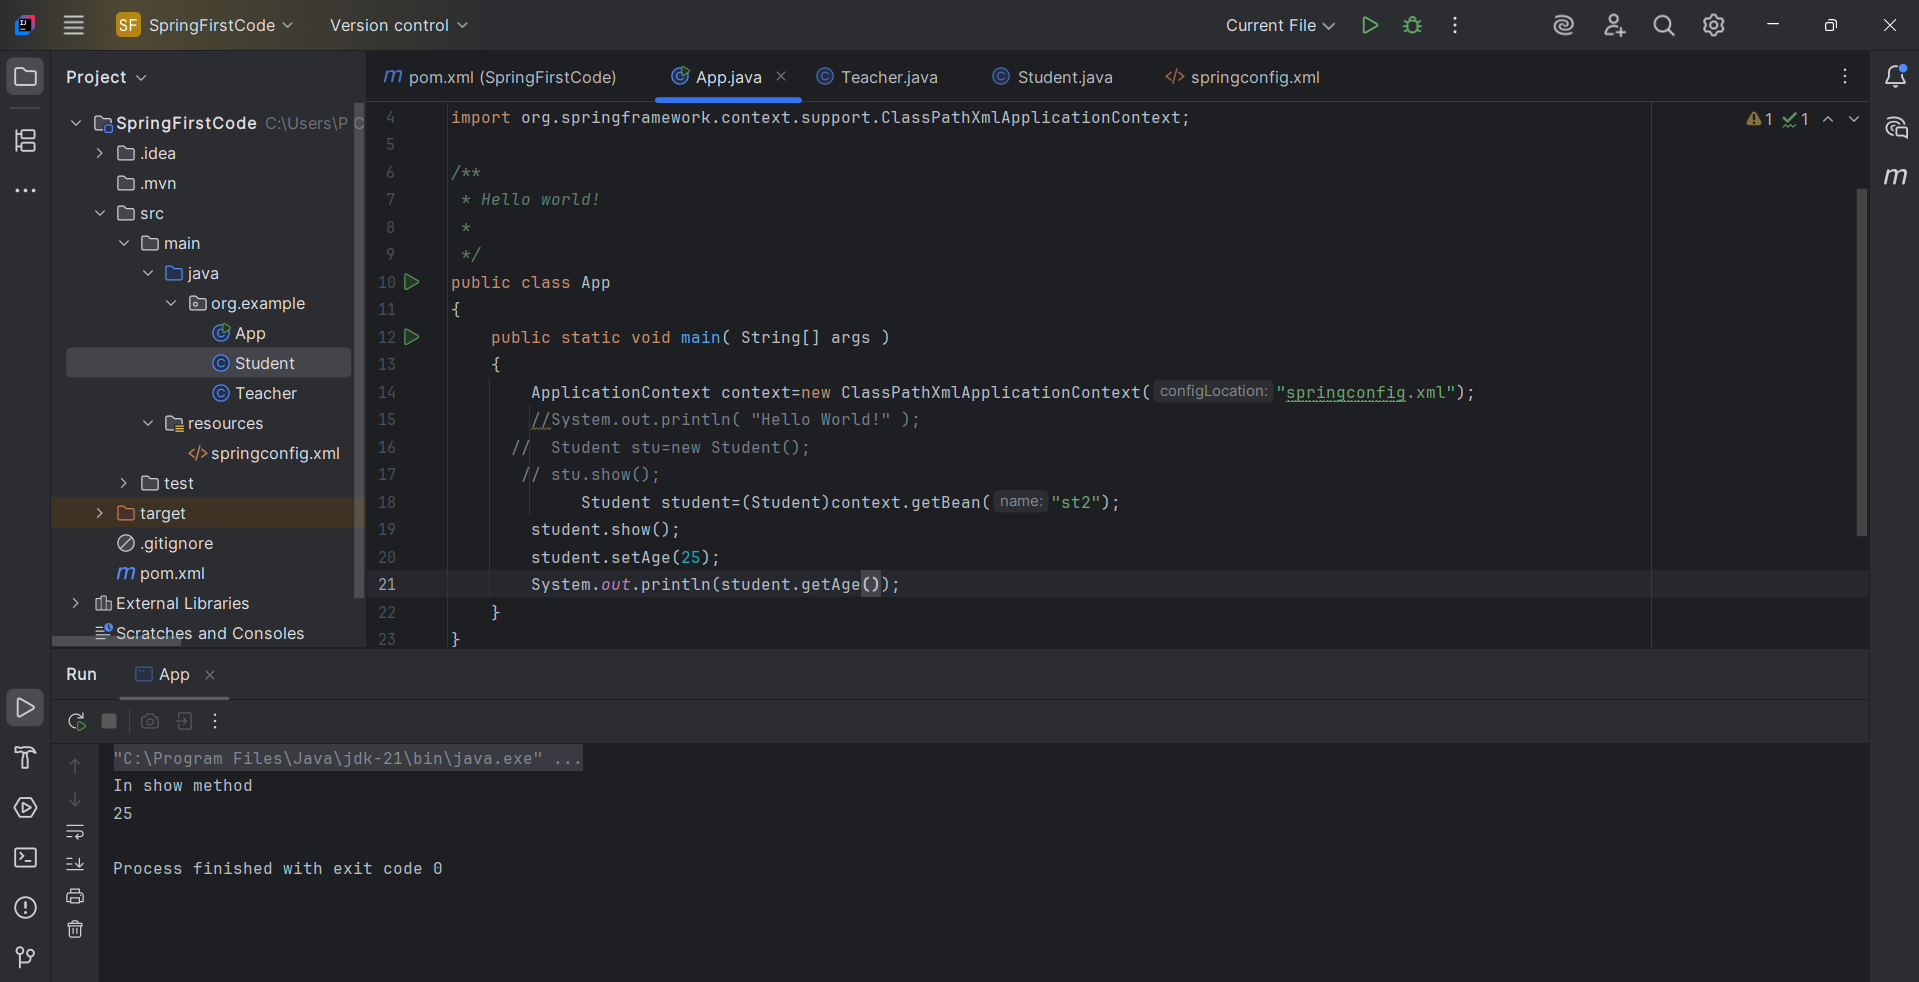 SF SpringFirstCode Version control Current File
Project
pom.xml (SpringFirstCode) App.java Teacher.java Student.java springconfig.xml
SpringFirstCode C:\Users\P C
.idea
.mvn
src
main
java
org.example
App
Student
Teacher
resources
springconfig.xml
test
target
.gitignore
pom.xml
External Libraries
Scratches and Consoles
1 1
4 import org.springframework.context.support.ClassPathXmlApplicationContext;
5
6 /**
7 * Hello world!
8 *
9 */
10 public class App
11 {
12 public static void main( String[] args )
13 {
14 ApplicationContext context=new ClassPathXmlApplicationContext( configLocation: "springconfig.xml");
15 //System.out.println( "Hello World!" );
16 // Student stu=new Student();
17 // stu.show();
18 Student student=(Student)context.getBean( name: "st2");
19 student.show();
20 student.setAge(25);
21 System.out.println(student.getAge());
22 }
23 }
Run App
"C:\Program Files\Java\jdk-21\bin\java.exe" ...
In show method
25
Process finished with exit code 0